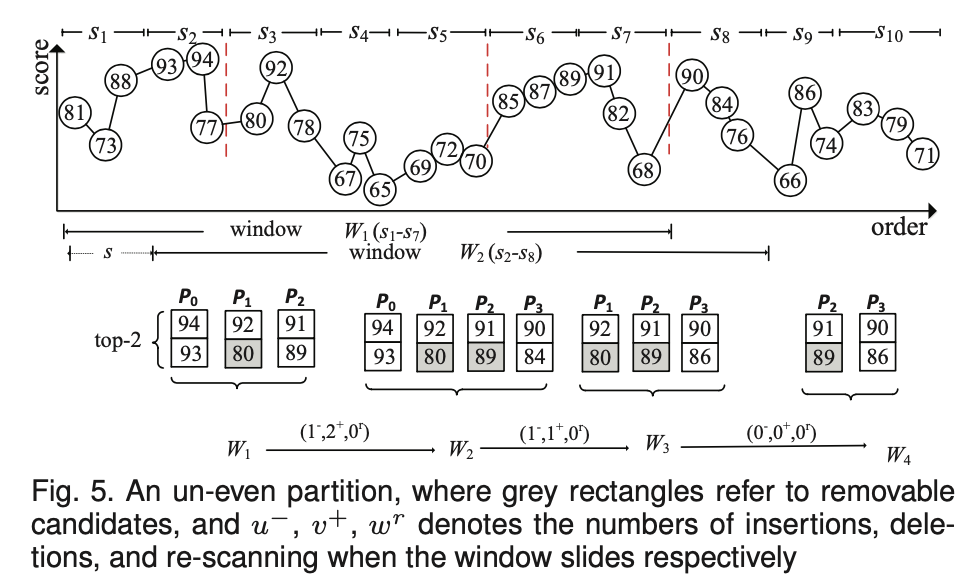 s1 s2 s3 s4 s5 s6 s7 s8 s9 s10
score
81 73 88 93 94 77 80 92 78 67 75 65 69 72 70 85 87 89 91 82 68 90 84 76 66 86 74 83 79 71
order
window W1 (s1-s7)
s window W2 (s2-s8)
P0 P1 P2 P0 P1 P2 P3 P1 P2 P3 P2 P3
94 92 91 94 92 91 90 92 91 90 91 90
top-2
93 80 89 93 80 89 84 80 89 86 89 86
W1 (1-,2+,0r) W2 (1-,1+,0r) W3 (0-,0+,0r) W4
Fig. 5. An un-even partition, where grey rectangles refer to removable
candidates, and u−, v+, wr denotes the numbers of insertions, dele-
tions, and re-scanning when the window slides respectively